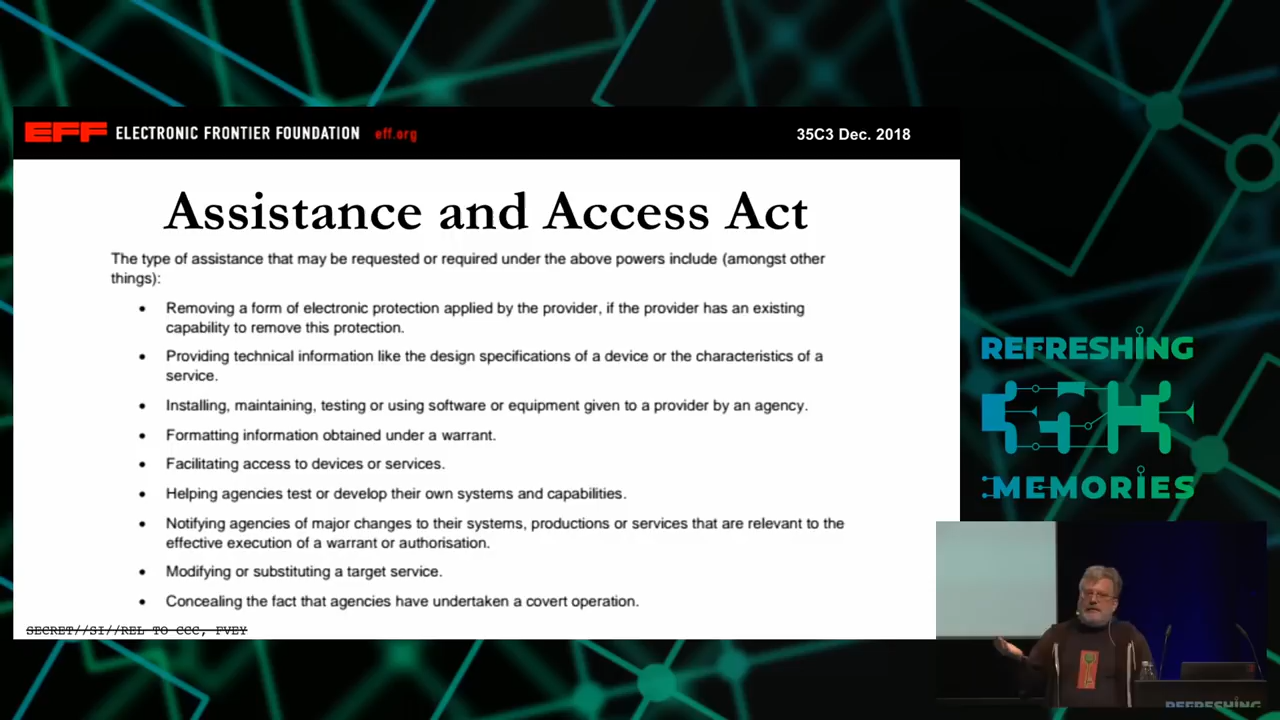 EFF ELECTRONIC FRONTIER FOUNDATION eff.org
35C3 Dec. 2018
Assistance and Access Act
The type of assistance that may be requested or required under the above powers include (amongst other
things):
• Removing a form of electronic protection applied by the provider, if the provider has an existing
capability to remove this protection.
• Providing technical information like the design specifications of a device or the characteristics of a
service.
• Installing, maintaining, testing or using software or equipment given to a provider by an agency.
• Formatting information obtained under a warrant.
• Facilitating access to devices or services.
• Helping agencies test or develop their own systems and capabilities.
• Notifying agencies of major changes to their systems, productions or services that are relevant to the
effective execution of a warrant or authorisation.
• Modifying or substituting a target service.
• Concealing the fact that agencies have undertaken a covert operation.
SECRET//SI//REL TO CCC, FVEY
REFRESHING
35C3
MEMORIES
REFRESHING